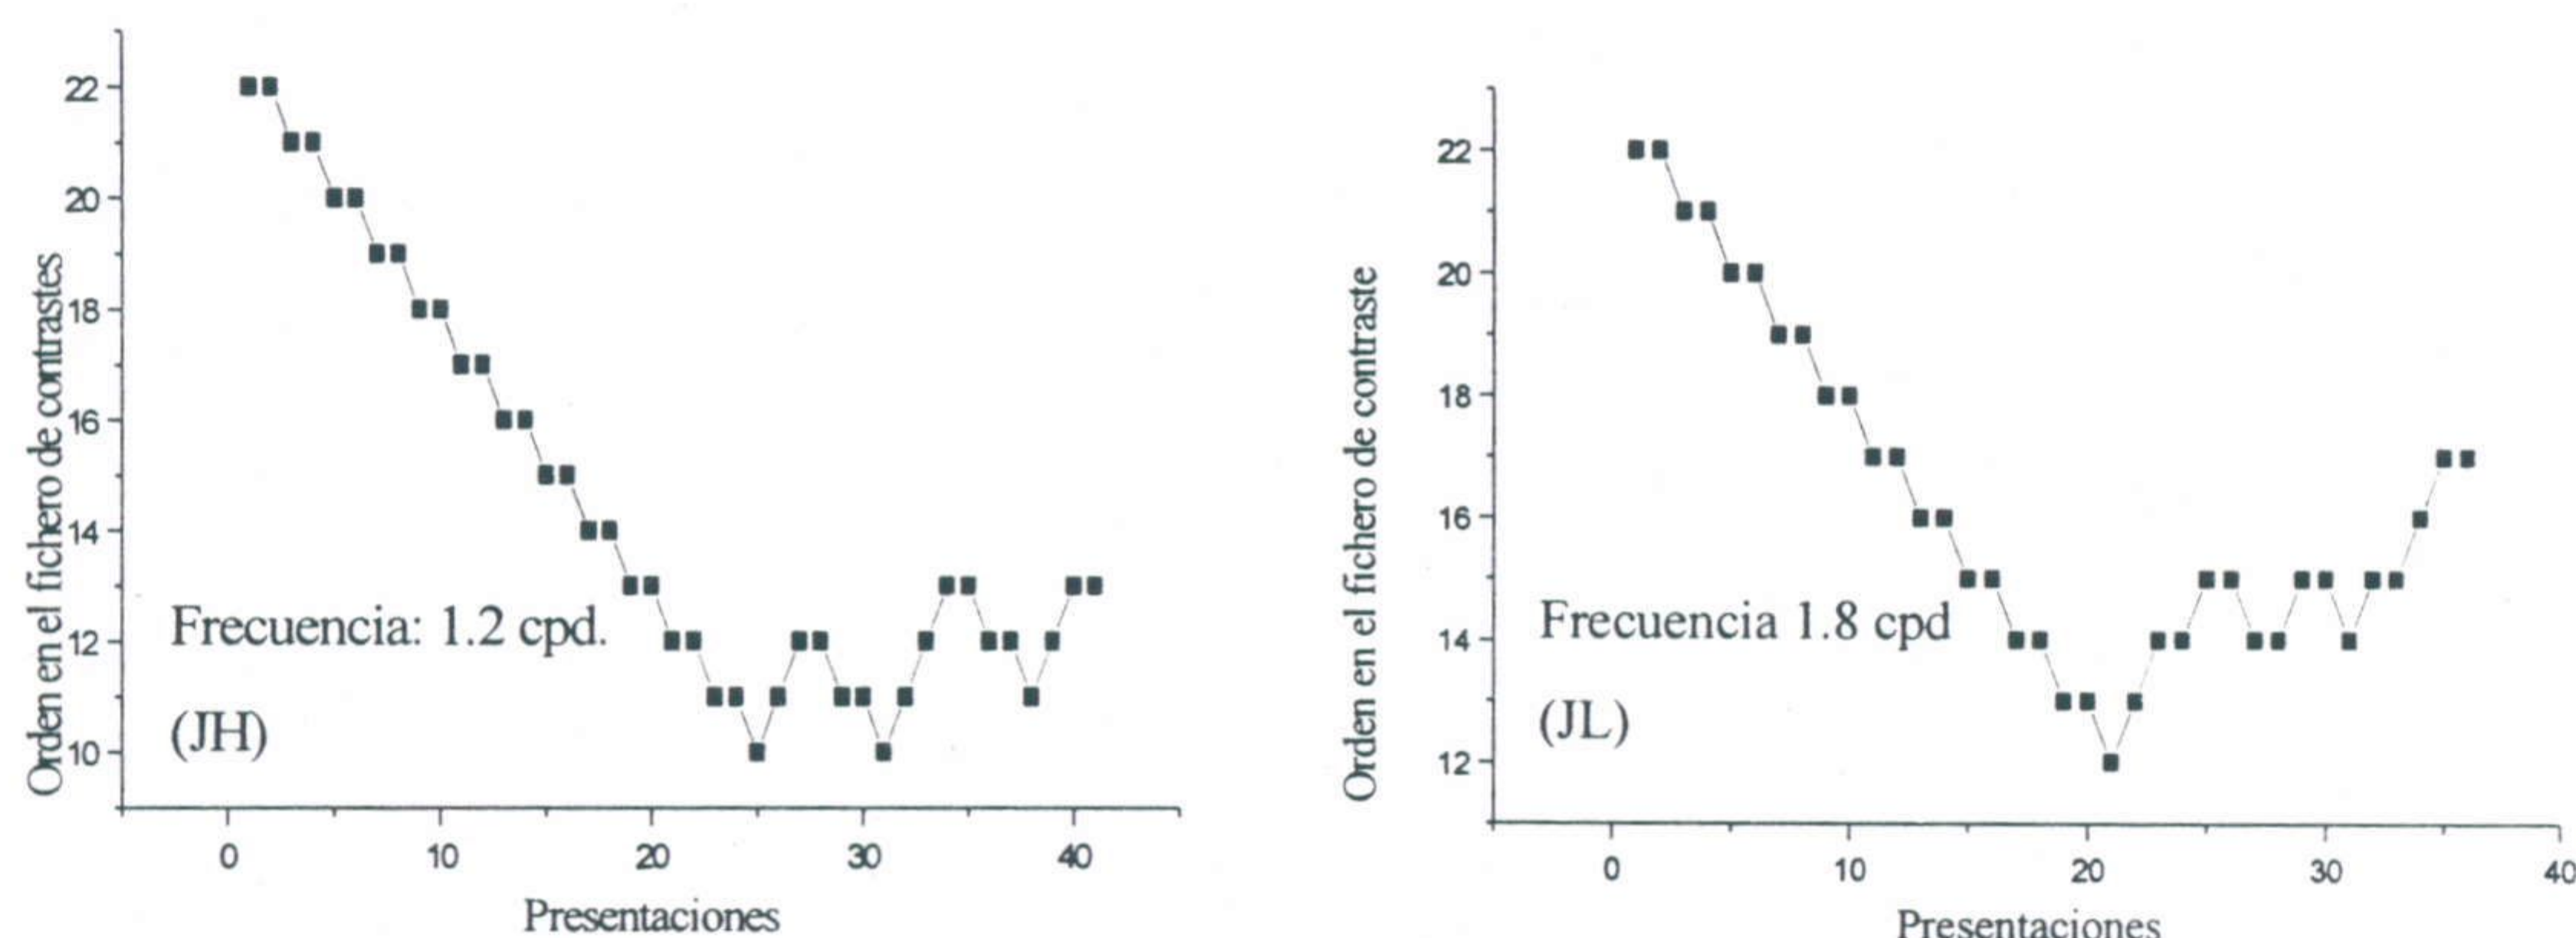 Orden en el fichero de contrastes
22
20
18
16
14
12
10
Frecuencia: 1.2 cpd.
(JH)
0 10 20 30 40
Presentaciones
Orden en el fichero de contraste
22
20
18
16
14
12
Frecuencia 1.8 cpd
(JL)
0 10 20 30 40
Presentaciones